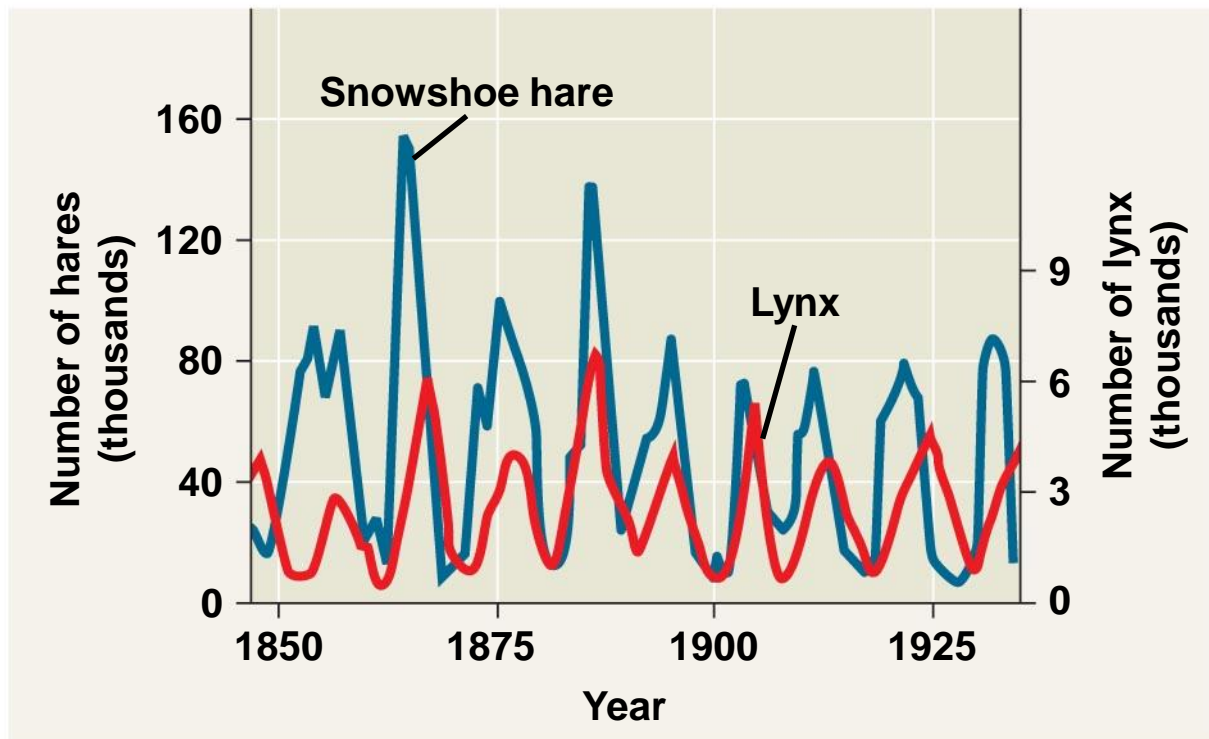 Snowshoe hare
160
120
80
40
0
Number of hares
(thousands)
Lynx
9
6
3
0
Number of lynx
(thousands)
1850
1875
1900
1925
Year